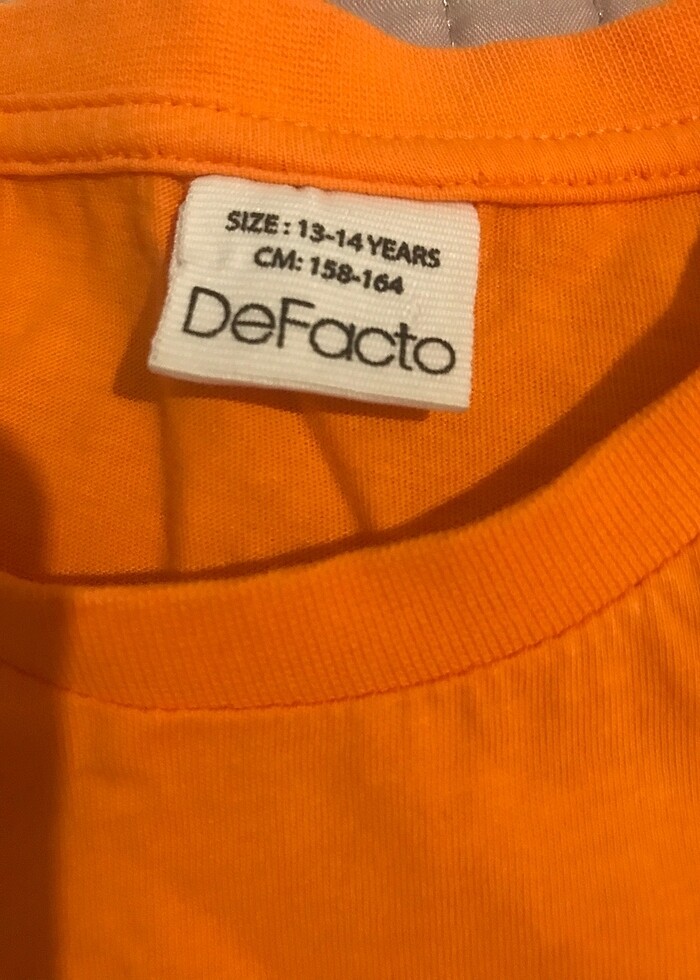 SIZE : 13-14 YEARS
CM: 158-164
DeFacto